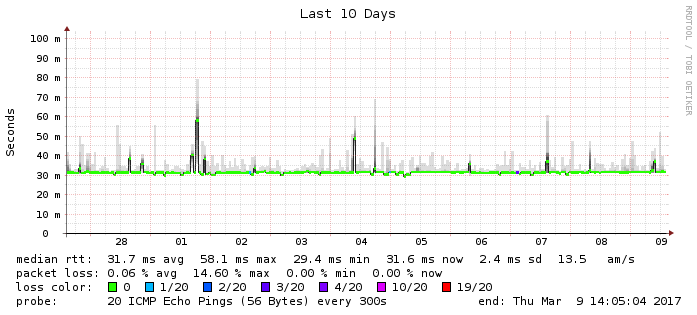 Last 10 Days
RRDTOOL / TOBI OETIKER
Seconds
100 m
90 m
80 m
70 m
60 m
50 m
40 m
30 m
20 m
10 m
0
28 01 02 03 04 05 06 07 08 09
median rtt: 31.7 ms avg 58.1 ms max 29.4 ms min 31.6 ms now 2.4 ms sd 13.5 am/s
packet loss: 0.06 % avg 14.60 % max 0.00 % min 0.00 % now
loss color: 0 1/20 2/20 3/20 4/20 10/20 19/20
probe: 20 ICMP Echo Pings (56 Bytes) every 300s end: Thu Mar 9 14:05:04 2017